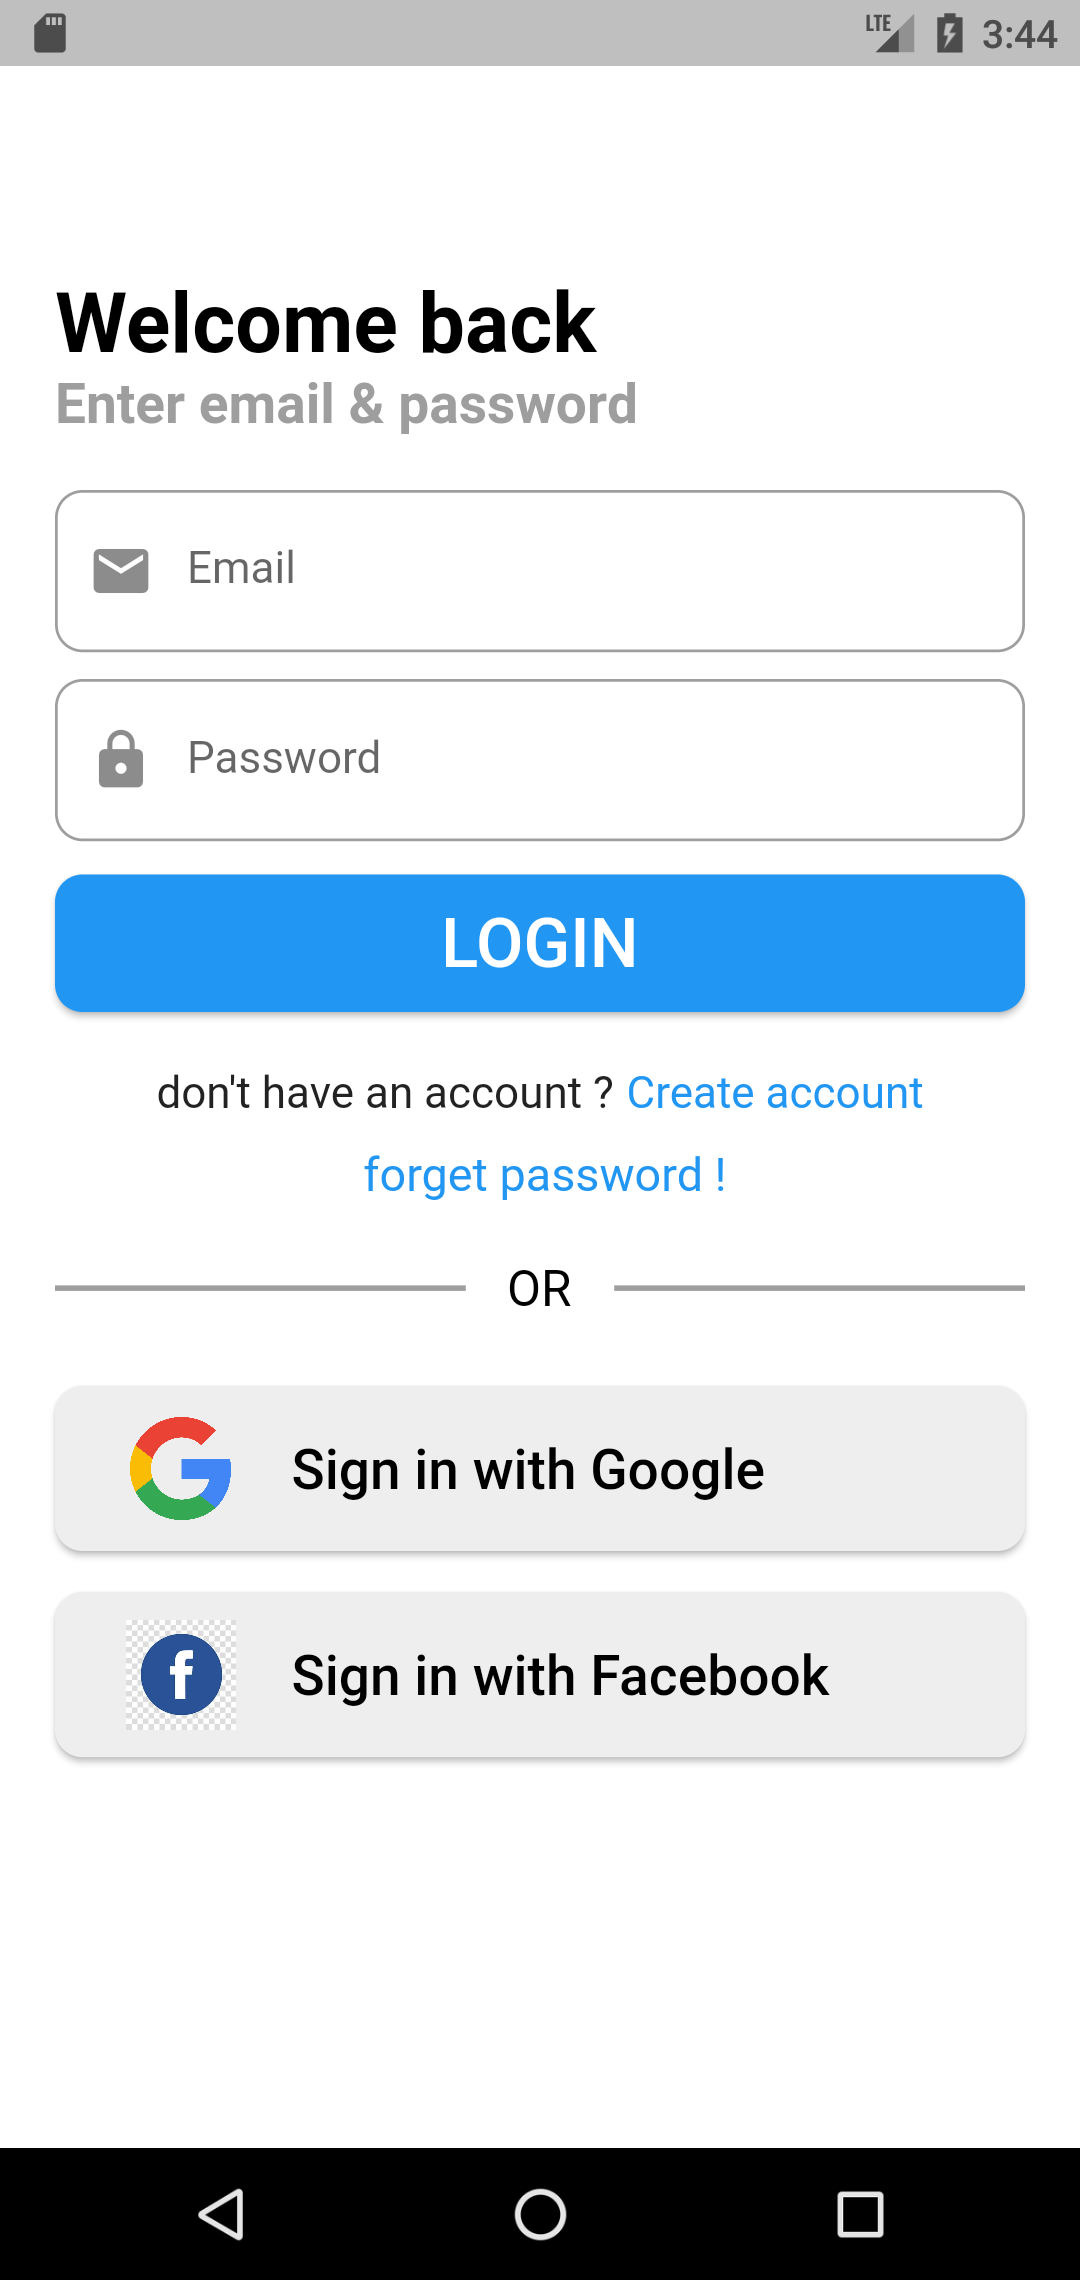 LTE 3:44
Welcome back
Enter email & password
Email
Password
LOGIN
don't have an account ? Create account
forget password !
OR
Sign in with Google
Sign in with Facebook